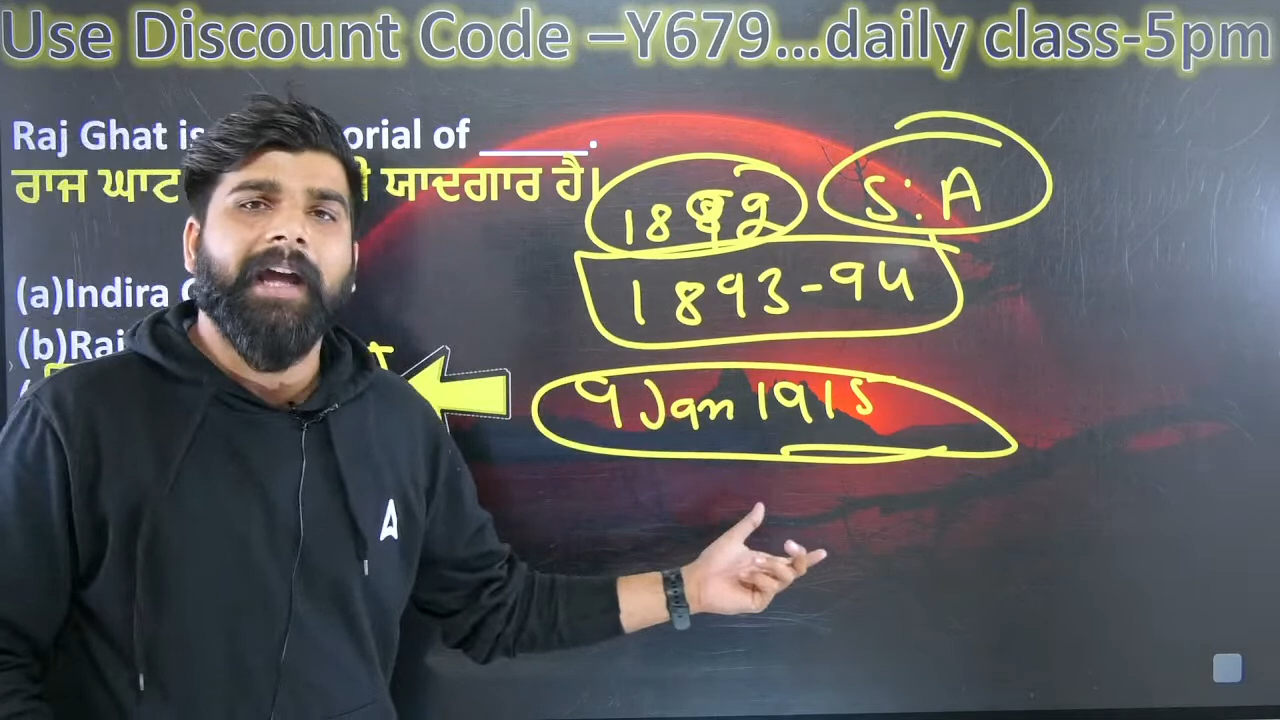 Use Discount Code –Y679...daily class-5pm
Raj Ghat is orial of ______.
ਰਾਜ ਘਾਟ ਯਾਦਗਾਰ ਹੈ।
(a)Indira
(b)Raj
S:A
1893-94
9 Jan 1915
A